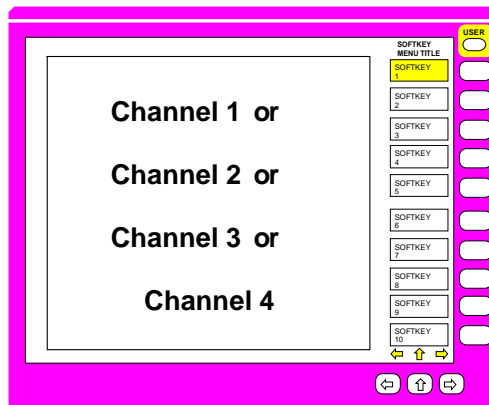 USER
SOFTKEY
MENU TITLE
SOFTKEY
1
SOFTKEY
2
SOFTKEY
3
SOFTKEY
4
SOFTKEY
5
SOFTKEY
6
SOFTKEY
7
SOFTKEY
8
SOFTKEY
9
SOFTKEY
10
Channel 1 or
Channel 2 or
Channel 3 or
Channel 4